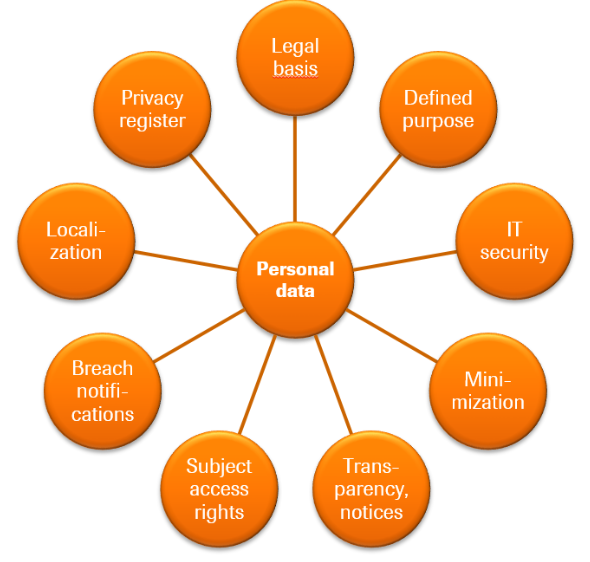 Legal
basis
Defined
purpose
IT
security
Mini-
mization
Trans-
parency,
notices
Subject
access
rights
Breach
notifi-
cations
Locali-
zation
Privacy
register
Personal
data